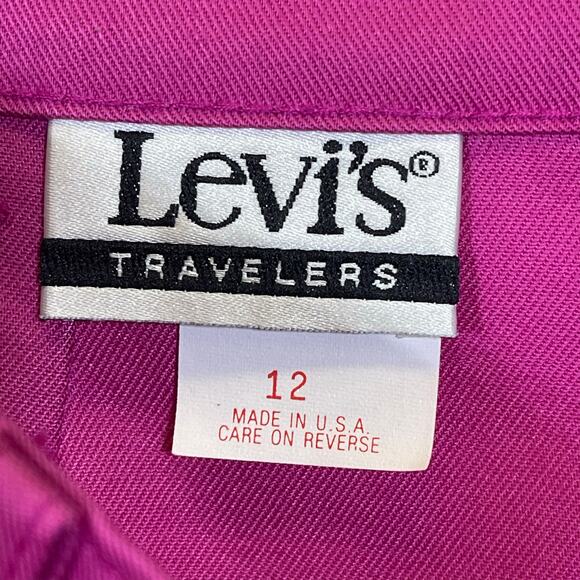 Levi's®
TRAVELERS
12
MADE IN U.S.A.
CARE ON REVERSE